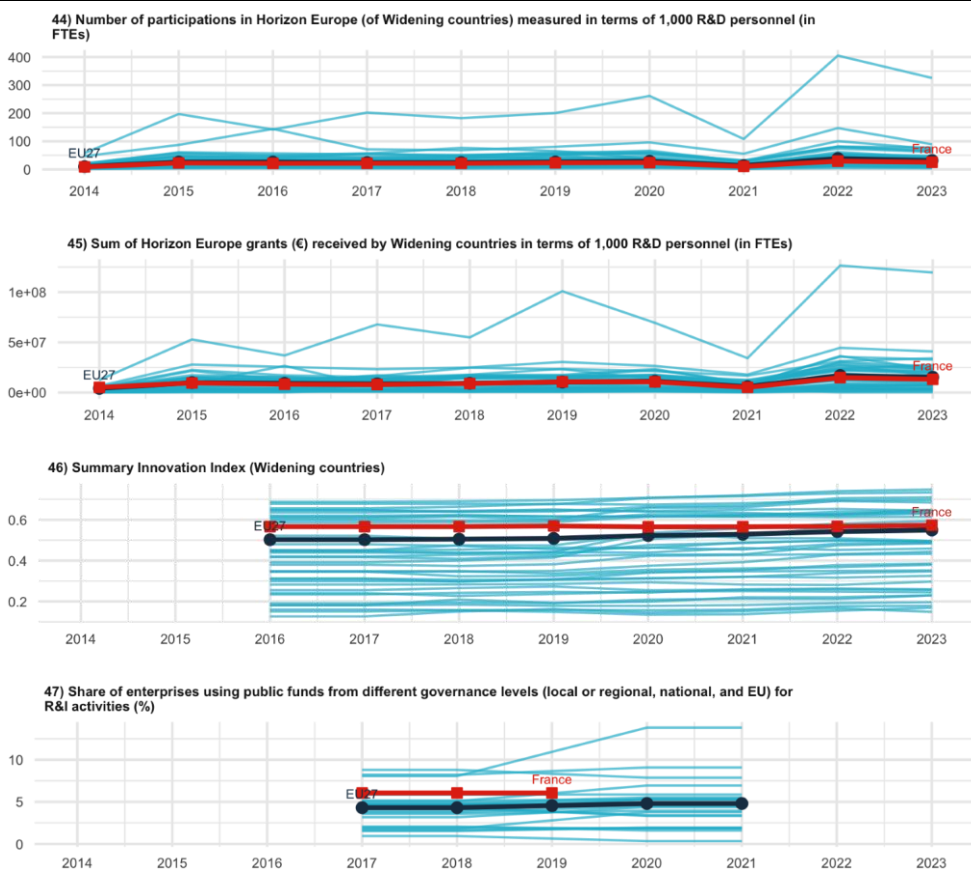 44) Number of participations in Horizon Europe (of Widening countries) measured in terms of 1,000 R&D personnel (in
FTEs)
400
300
200
100
0
EU27
France
2014 2015 2016 2017 2018 2019 2020 2021 2022 2023
45) Sum of Horizon Europe grants (€) received by Widening countries in terms of 1,000 R&D personnel (in FTEs)
1e+08
5e+07
0e+00
EU27
France
2014 2015 2016 2017 2018 2019 2020 2021 2022 2023
46) Summary Innovation Index (Widening countries)
0.6
0.4
0.2
EU27
France
2014 2015 2016 2017 2018 2019 2020 2021 2022 2023
47) Share of enterprises using public funds from different governance levels (local or regional, national, and EU) for
R&I activities (%)
10
5
0
EU27
France
2014 2015 2016 2017 2018 2019 2020 2021 2022 2023